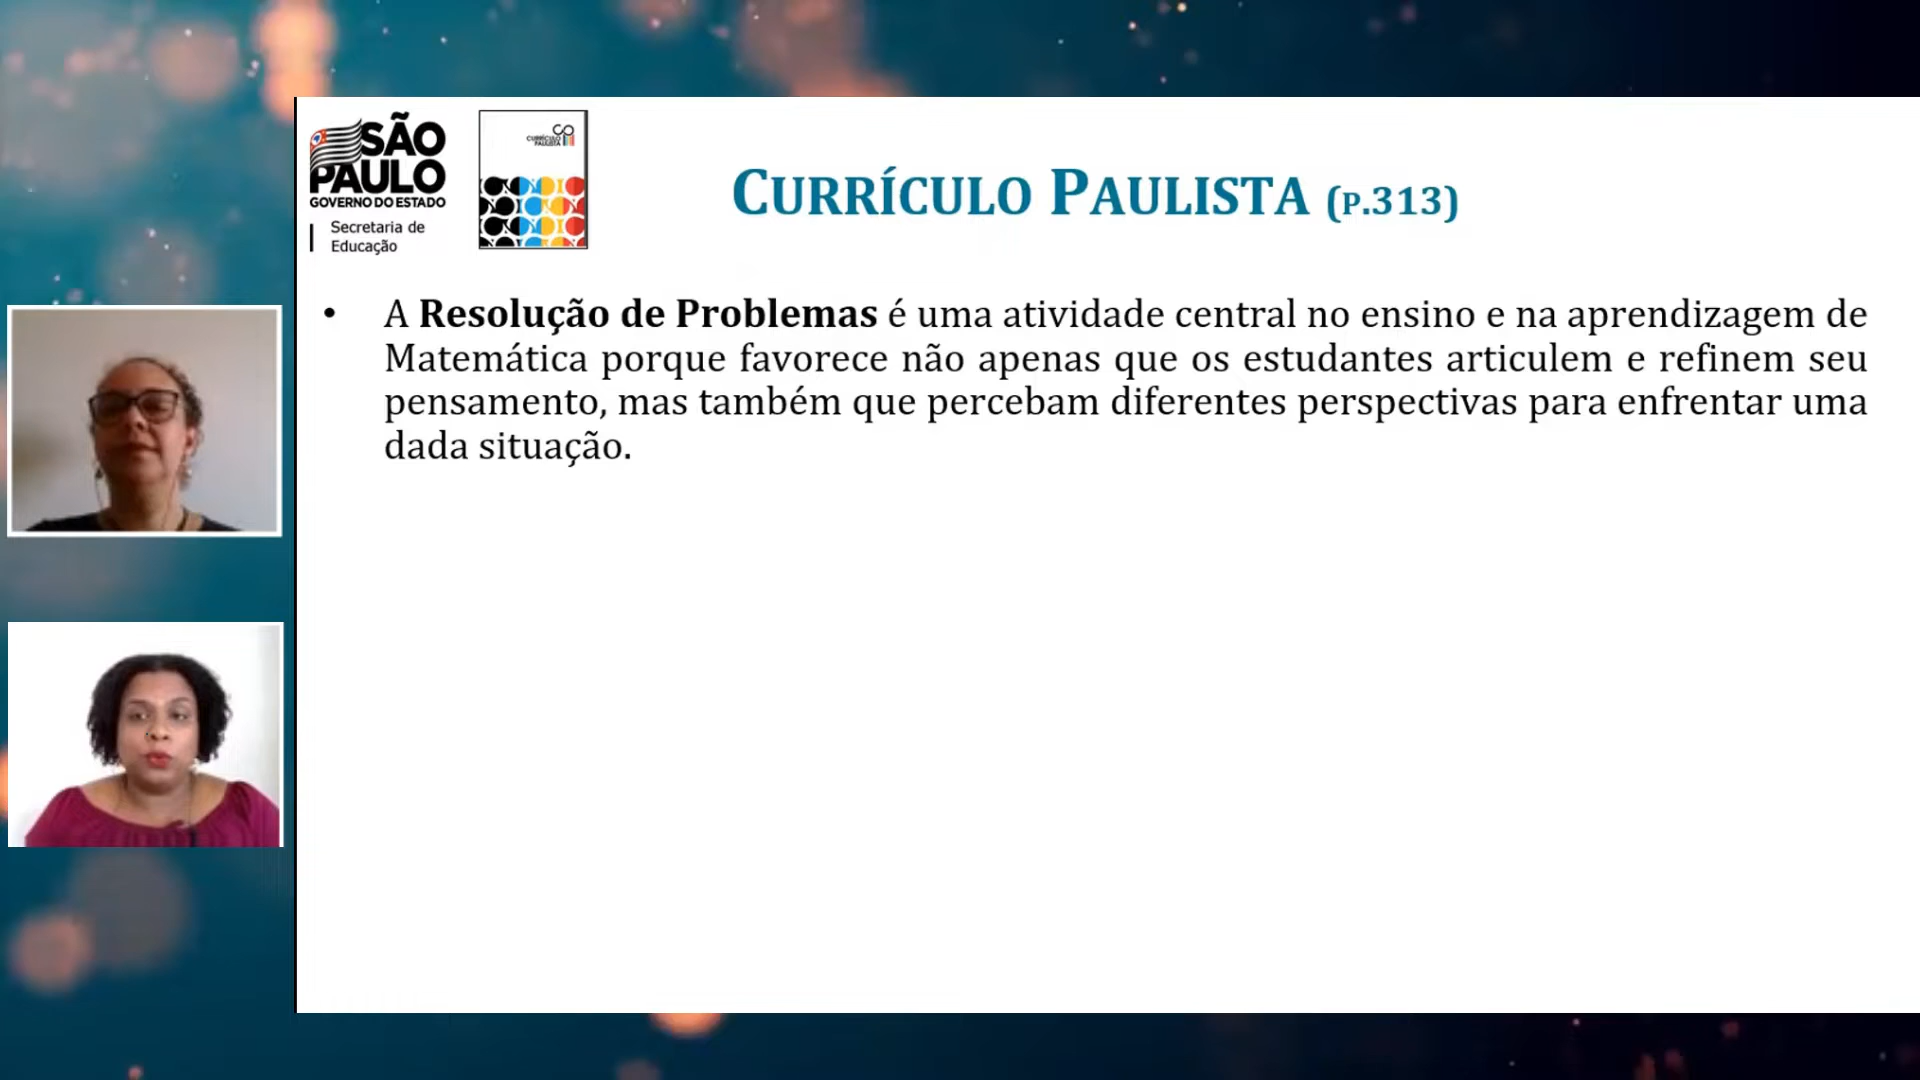 SÃO
PAULO
GOVERNO DO ESTADO
Secretaria de
Educação
CURRÍCULO
PAULISTA
CURRÍCULO PAULISTA (P.313)
• A Resolução de Problemas é uma atividade central no ensino e na aprendizagem de
Matemática porque favorece não apenas que os estudantes articulem e refinem seu
pensamento, mas também que percebam diferentes perspectivas para enfrentar uma
dada situação.